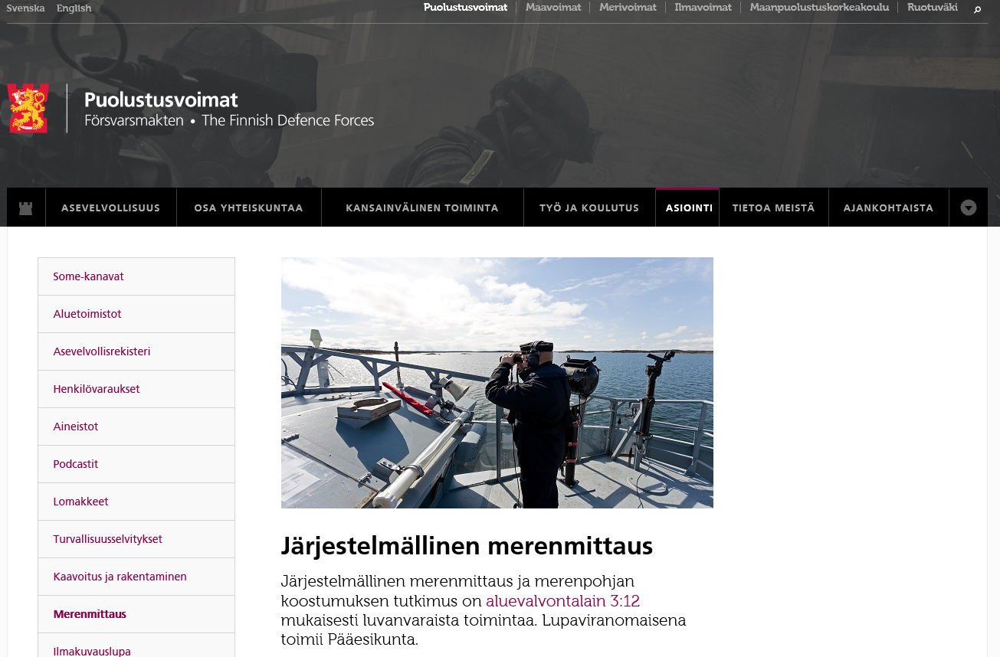 Svenska English
Puolustusvoimat Maavoimat Merivoimat Ilmavoimat Maanpuolustuskorkeakoulu Ruotuväki
Puolustusvoimat
Försvarsmakten • The Finnish Defence Forces
ASEVELVOLLISUUS OSA YHTEISKUNTAA KANSAINVÄLINEN TOIMINTA TYÖ JA KOULUTUS ASIOINTI TIETOA MEISTÄ AJANKOHTAISTA
Some-kanavat
Aluetoimistot
Asevelvollisrekisteri
Henkilövaraukset
Aineistot
Podcastit
Lomakkeet
Turvallisuusselvitykset
Kaavoitus ja rakentaminen
Merenmittaus
Ilmakuvauslupa
Järjestelmällinen merenmittaus
Järjestelmällinen merenmittaus ja merenpohjan
koostumuksen tutkimus on aluevalvontalain 3:12
mukaisesti luvanvaraista toimintaa. Lupaviranomaisena
toimii Pääesikunta.